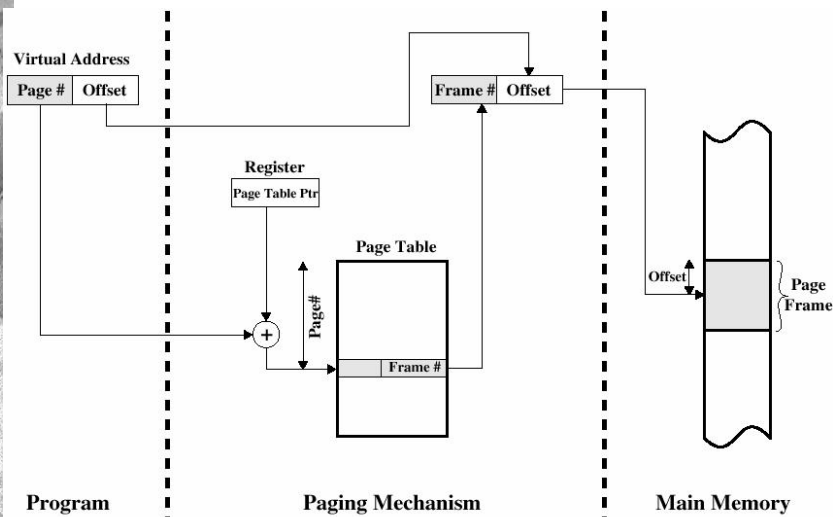 Virtual Address
Page # Offset
Frame # Offset
Register
Page Table Ptr
Page Table
Page#
Frame #
+
Offset
Page
Frame
Program
Paging Mechanism
Main Memory